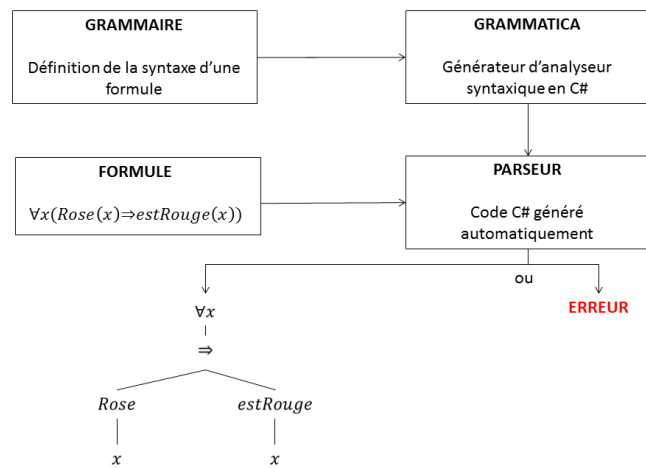 GRAMMAIRE
Définition de la syntaxe d'une
formule
GRAMMATICA
Générateur d'analyseur
syntaxique en C#
FORMULE
∀x(Rose(x)⇒estRouge(x))
PARSEUR
Code C# généré
automatiquement
ou
ERREUR
∀x
⇒
Rose estRouge
x x